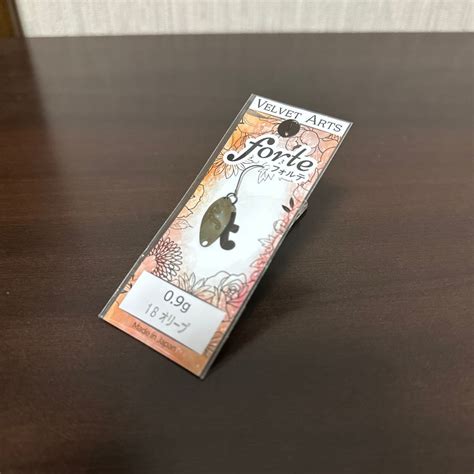 VELVET ARTS
forte
フォルテ
0.9g
18 オリーブ
Made in Japan